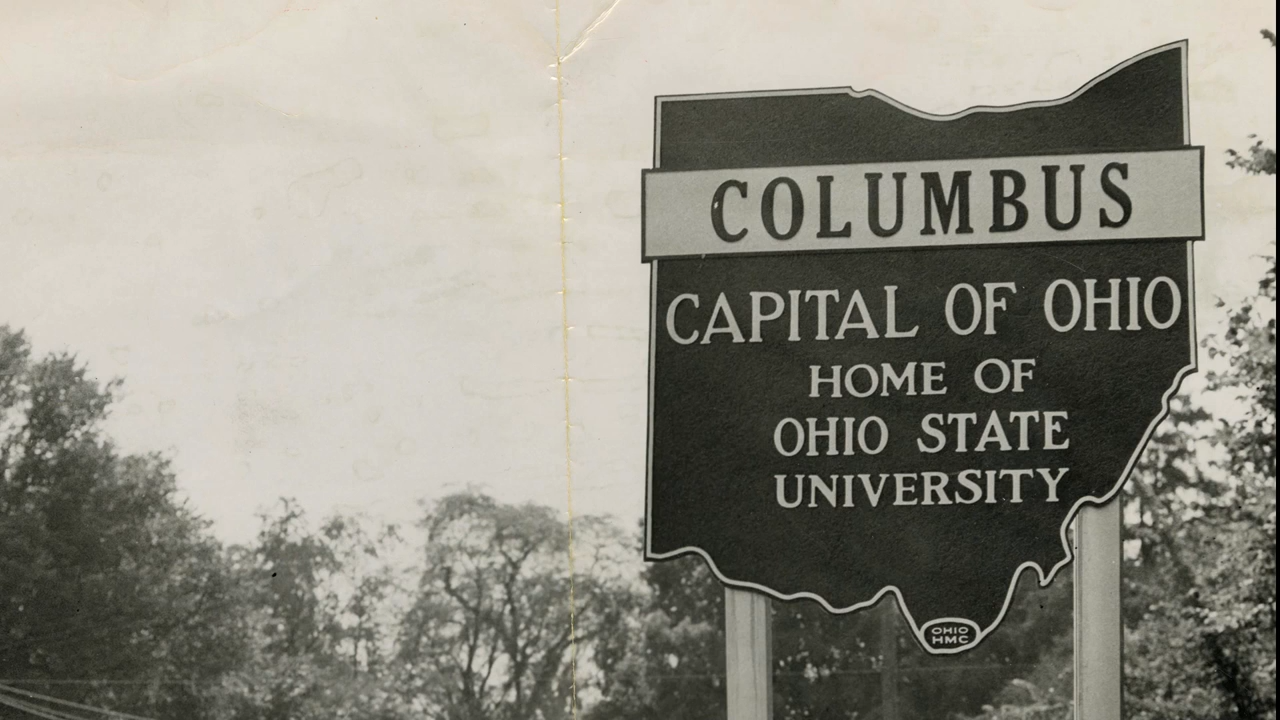 COLUMBUS
CAPITAL OF OHIO
HOME OF
OHIO STATE
UNIVERSITY
OHIO
HMC